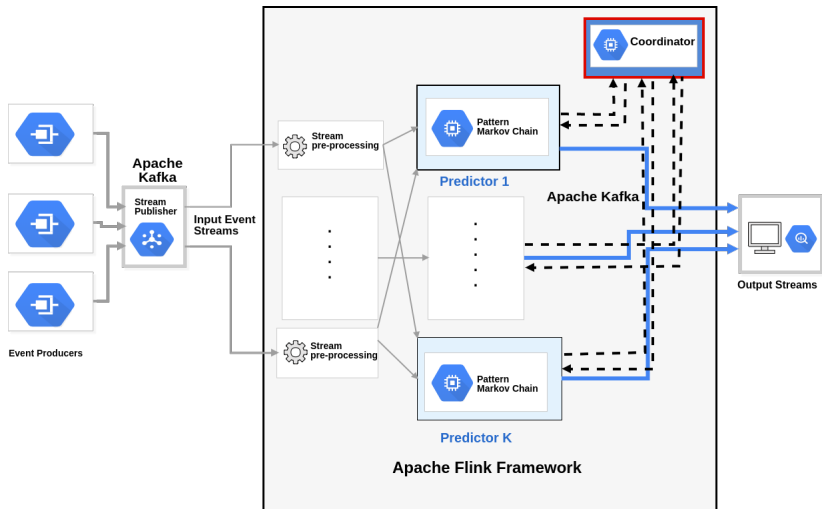 Coordinator
Stream
pre-processing
Pattern
Markov Chain
Apache
Kafka
Predictor 1
Stream
Publisher
Apache Kafka
Input Event
Streams
Output Streams
Event Producers
Stream
pre-processing
Pattern
Markov Chain
Predictor K
Apache Flink Framework